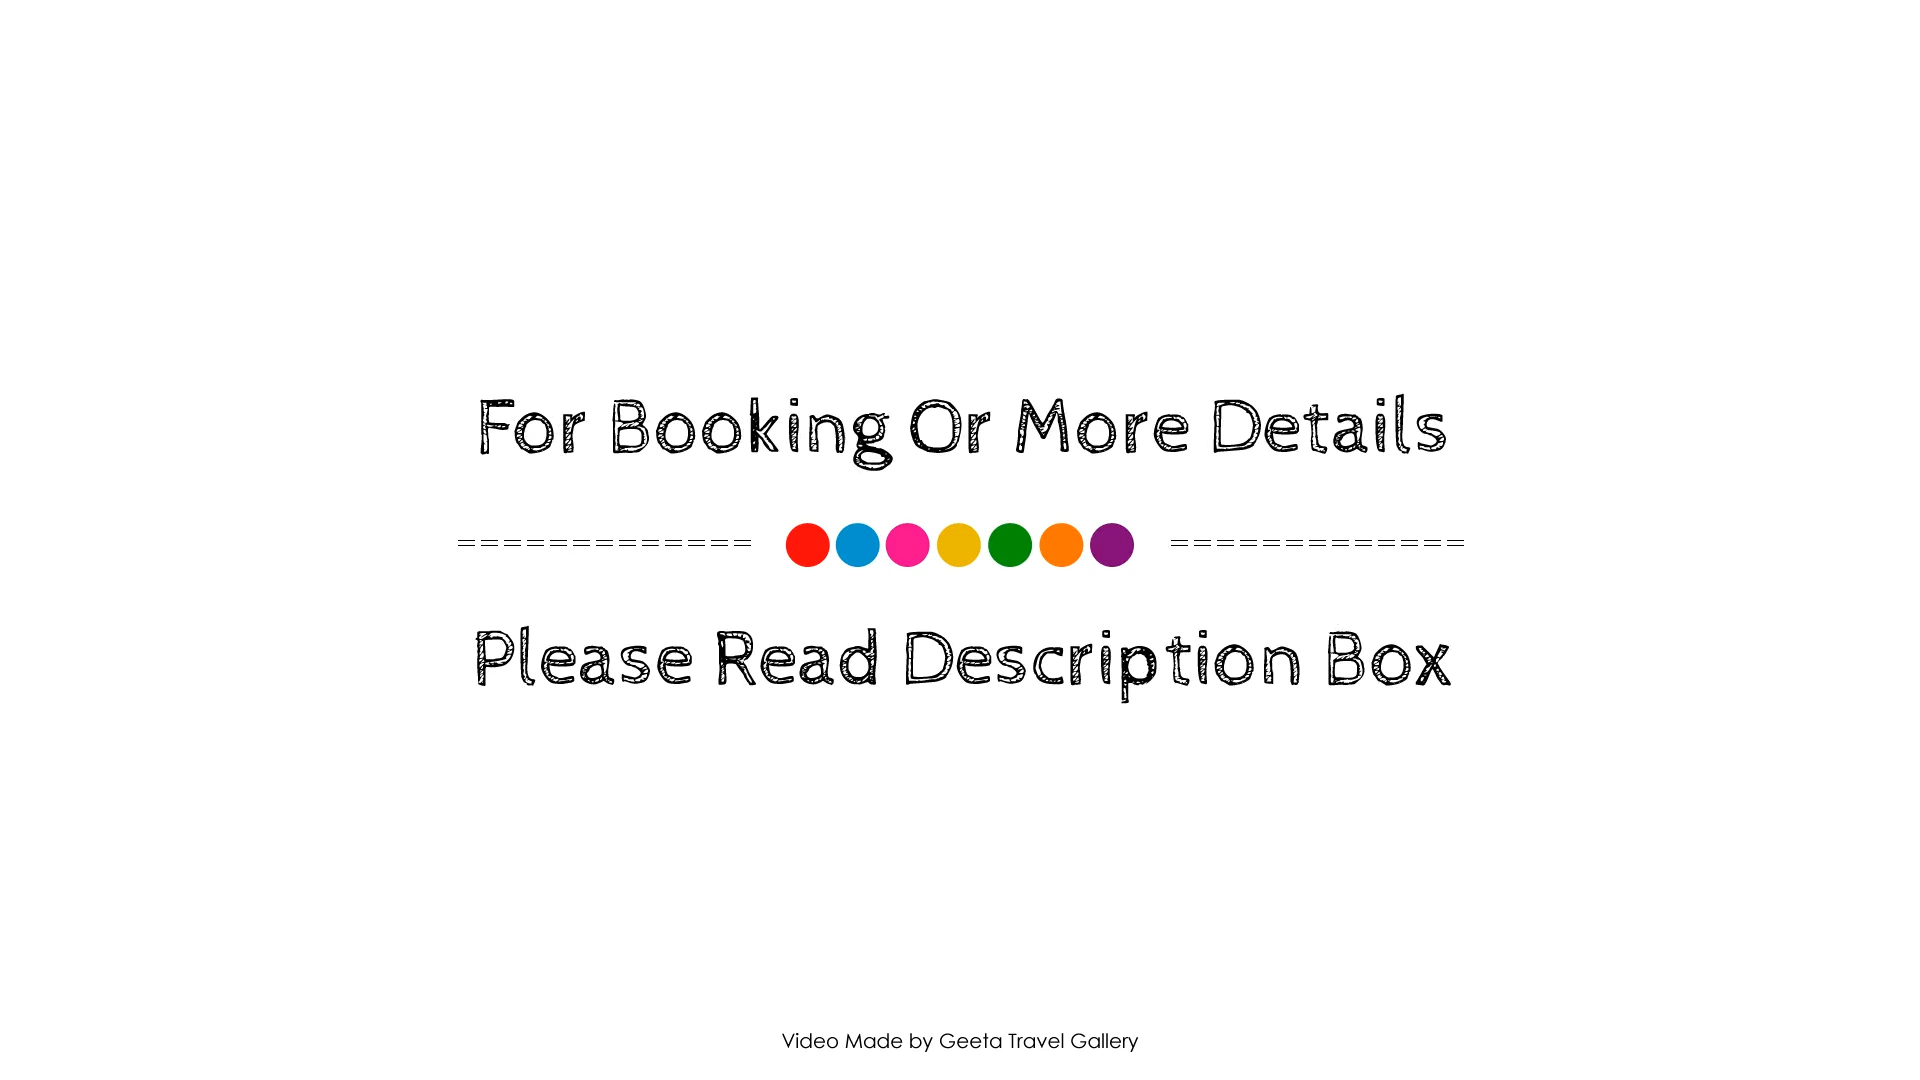 For Booking Or More Details
============= =============
Please Read Description Box
Video Made by Geeta Travel Gallery